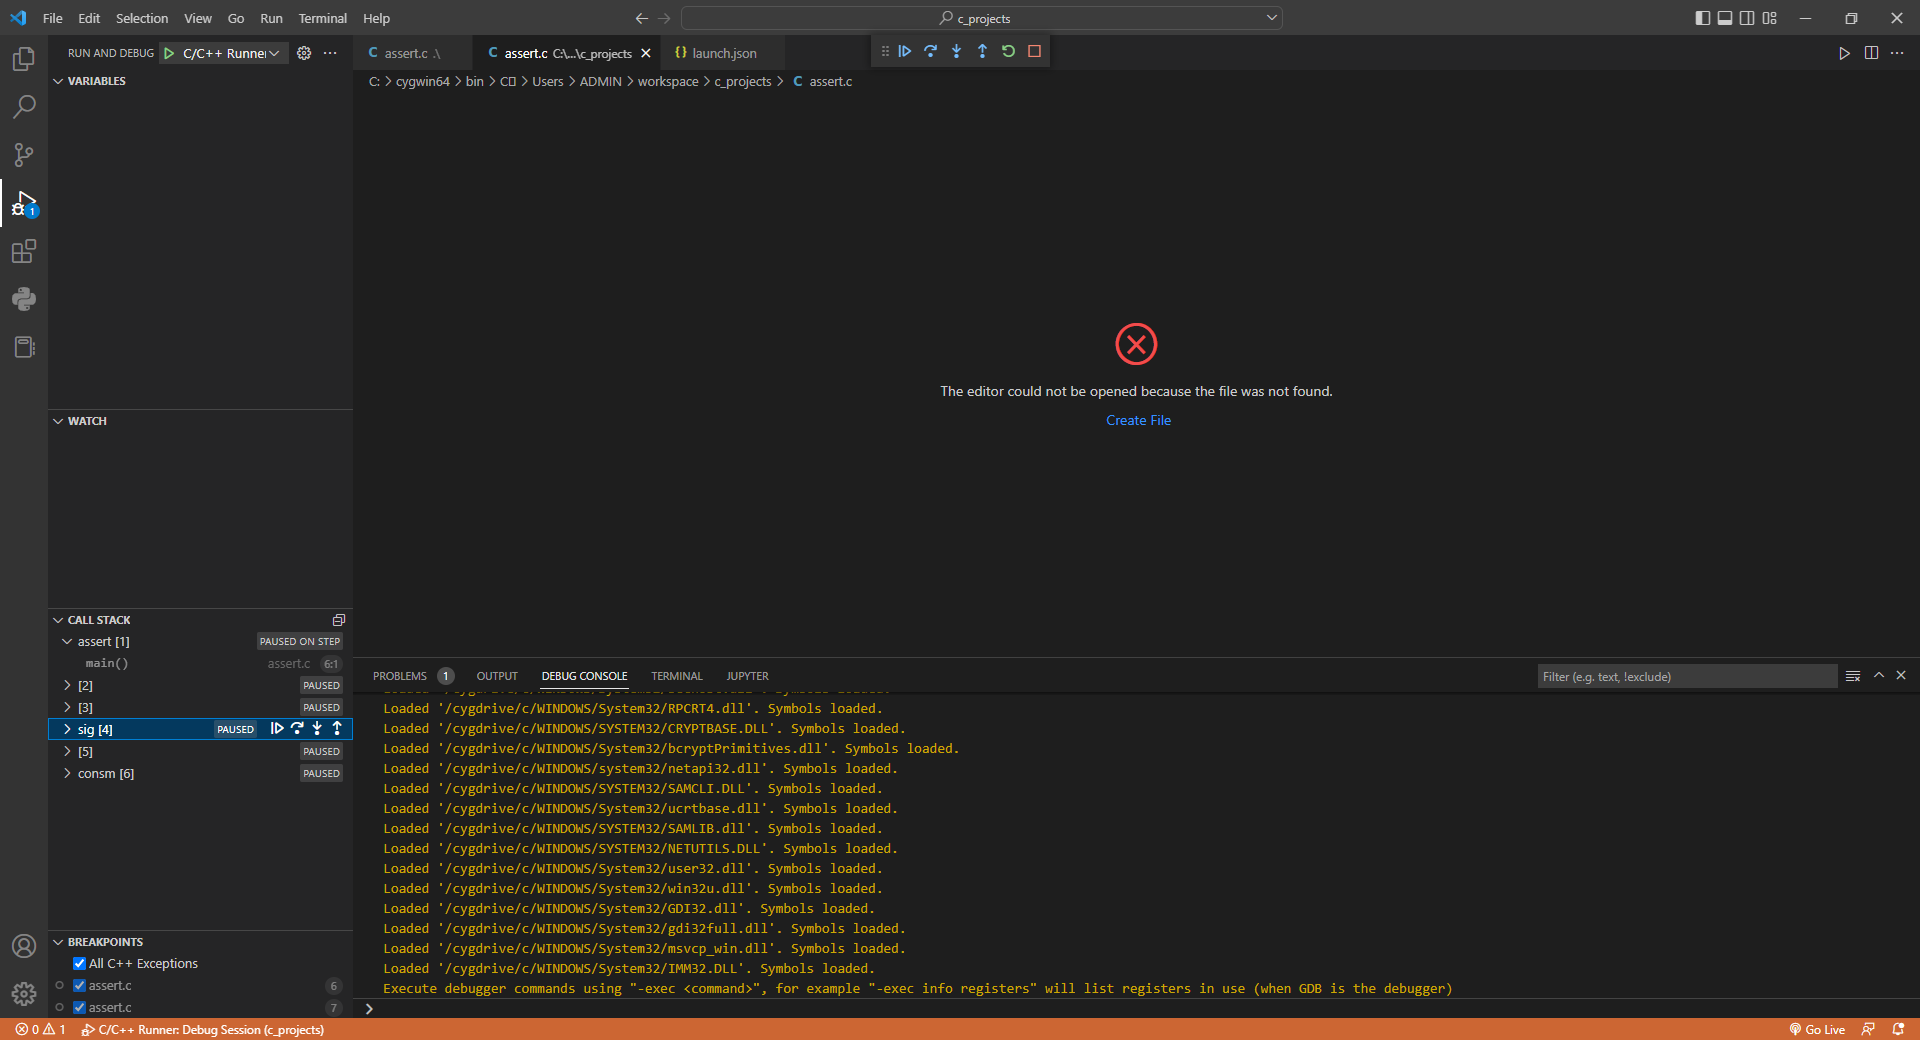 File Edit Selection View Go Run Terminal Help
c_projects
RUN AND DEBUG C/C++ Runner
assert.c .\
assert.c C:\...\c_projects
{} launch.json
VARIABLES
C: > cygwin64 > bin > C > Users > ADMIN > workspace > c_projects > C assert.c
1
The editor could not be opened because the file was not found.
Create File
WATCH
CALL STACK
assert [1] PAUSED ON STEP
main() assert.c 6:1
[2] PAUSED
[3] PAUSED
sig [4] PAUSED
[5] PAUSED
consm [6] PAUSED
BREAKPOINTS
All C++ Exceptions
assert.c 6
assert.c 7
PROBLEMS 1 OUTPUT DEBUG CONSOLE TERMINAL JUPYTER
Filter (e.g. text, !exclude)
Loaded '/cygdrive/c/WINDOWS/System32/RPCRT4.dll'. Symbols loaded.
Loaded '/cygdrive/c/WINDOWS/SYSTEM32/CRYPTBASE.DLL'. Symbols loaded.
Loaded '/cygdrive/c/WINDOWS/System32/bcryptPrimitives.dll'. Symbols loaded.
Loaded '/cygdrive/c/WINDOWS/system32/netapi32.dll'. Symbols loaded.
Loaded '/cygdrive/c/WINDOWS/SYSTEM32/SAMCLI.DLL'. Symbols loaded.
Loaded '/cygdrive/c/WINDOWS/System32/ucrtbase.dll'. Symbols loaded.
Loaded '/cygdrive/c/WINDOWS/SYSTEM32/SAMLIB.dll'. Symbols loaded.
Loaded '/cygdrive/c/WINDOWS/SYSTEM32/NETUTILS.DLL'. Symbols loaded.
Loaded '/cygdrive/c/WINDOWS/System32/user32.dll'. Symbols loaded.
Loaded '/cygdrive/c/WINDOWS/System32/win32u.dll'. Symbols loaded.
Loaded '/cygdrive/c/WINDOWS/System32/GDI32.dll'. Symbols loaded.
Loaded '/cygdrive/c/WINDOWS/System32/gdi32full.dll'. Symbols loaded.
Loaded '/cygdrive/c/WINDOWS/System32/msvcp_win.dll'. Symbols loaded.
Loaded '/cygdrive/c/WINDOWS/System32/IMM32.DLL'. Symbols loaded.
Execute debugger commands using "-exec <command>", for example "-exec info registers" will list registers in use (when GDB is the debugger)
>
0 1 C/C++ Runner: Debug Session (c_projects)
Go Live